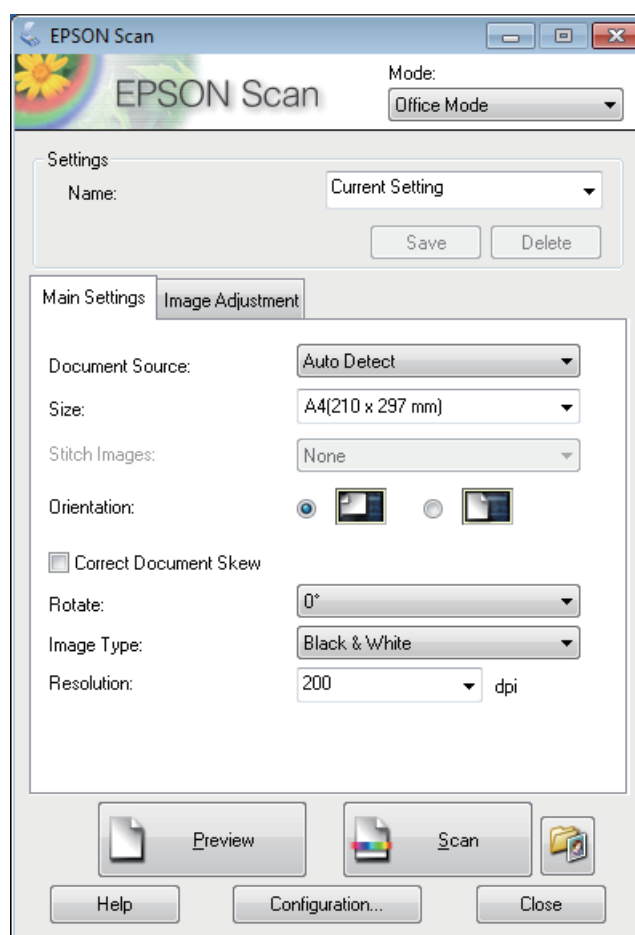 EPSON Scan
EPSON Scan
Mode:
Office Mode
Settings
Name:
Current Setting
Save
Delete
Main Settings
Image Adjustment
Document Source:
Auto Detect
Size:
A4(210 x 297 mm)
Stitch Images:
None
Orientation:
Correct Document Skew
Rotate:
0°
Image Type:
Black & White
Resolution:
200
dpi
Preview
Scan
Help
Configuration...
Close